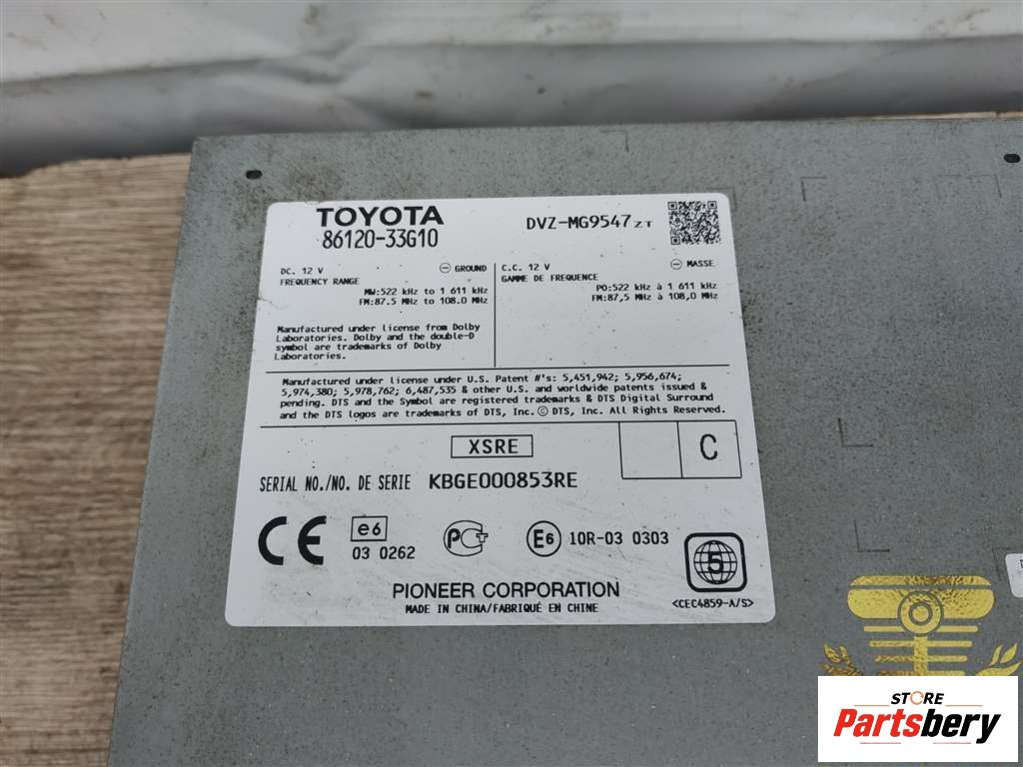 TOYOTA
86120-33G10
DVZ-MG9547ZT
DC. 12 V ⊖ GROUND
FREQUENCY RANGE
MW:522 kHz to 1 611 kHz
FM:87.5 MHz to 108.0 MHz
C.C. 12 V ⊖ MASSE
GAMME DE FREQUENCE
PO:522 kHz à 1 611 kHz
FM:87,5 MHz à 108,0 MHz
Manufactured under license from Dolby
Laboratories. Dolby and the double-D
symbol are trademarks of Dolby
Laboratories.
Manufactured under license under U.S. Patent #'s: 5,451,942; 5,956,674;
5,974,380; 5,978,762; 6,487,535 & other U.S. and worldwide patents issued &
pending. DTS and the Symbol are registered trademarks & DTS Digital Surround
and the DTS logos are trademarks of DTS, Inc. © DTS, Inc. All Rights Reserved.
XSRE
C
SERIAL NO./NO. DE SERIE KBGE000853RE
CE
e6
03 0262
PCT
E6 10R-03 0303
5
PIONEER CORPORATION
MADE IN CHINA/FABRIQUÉ EN CHINE
<CEC4859-A/S>
STORE
Partsbery